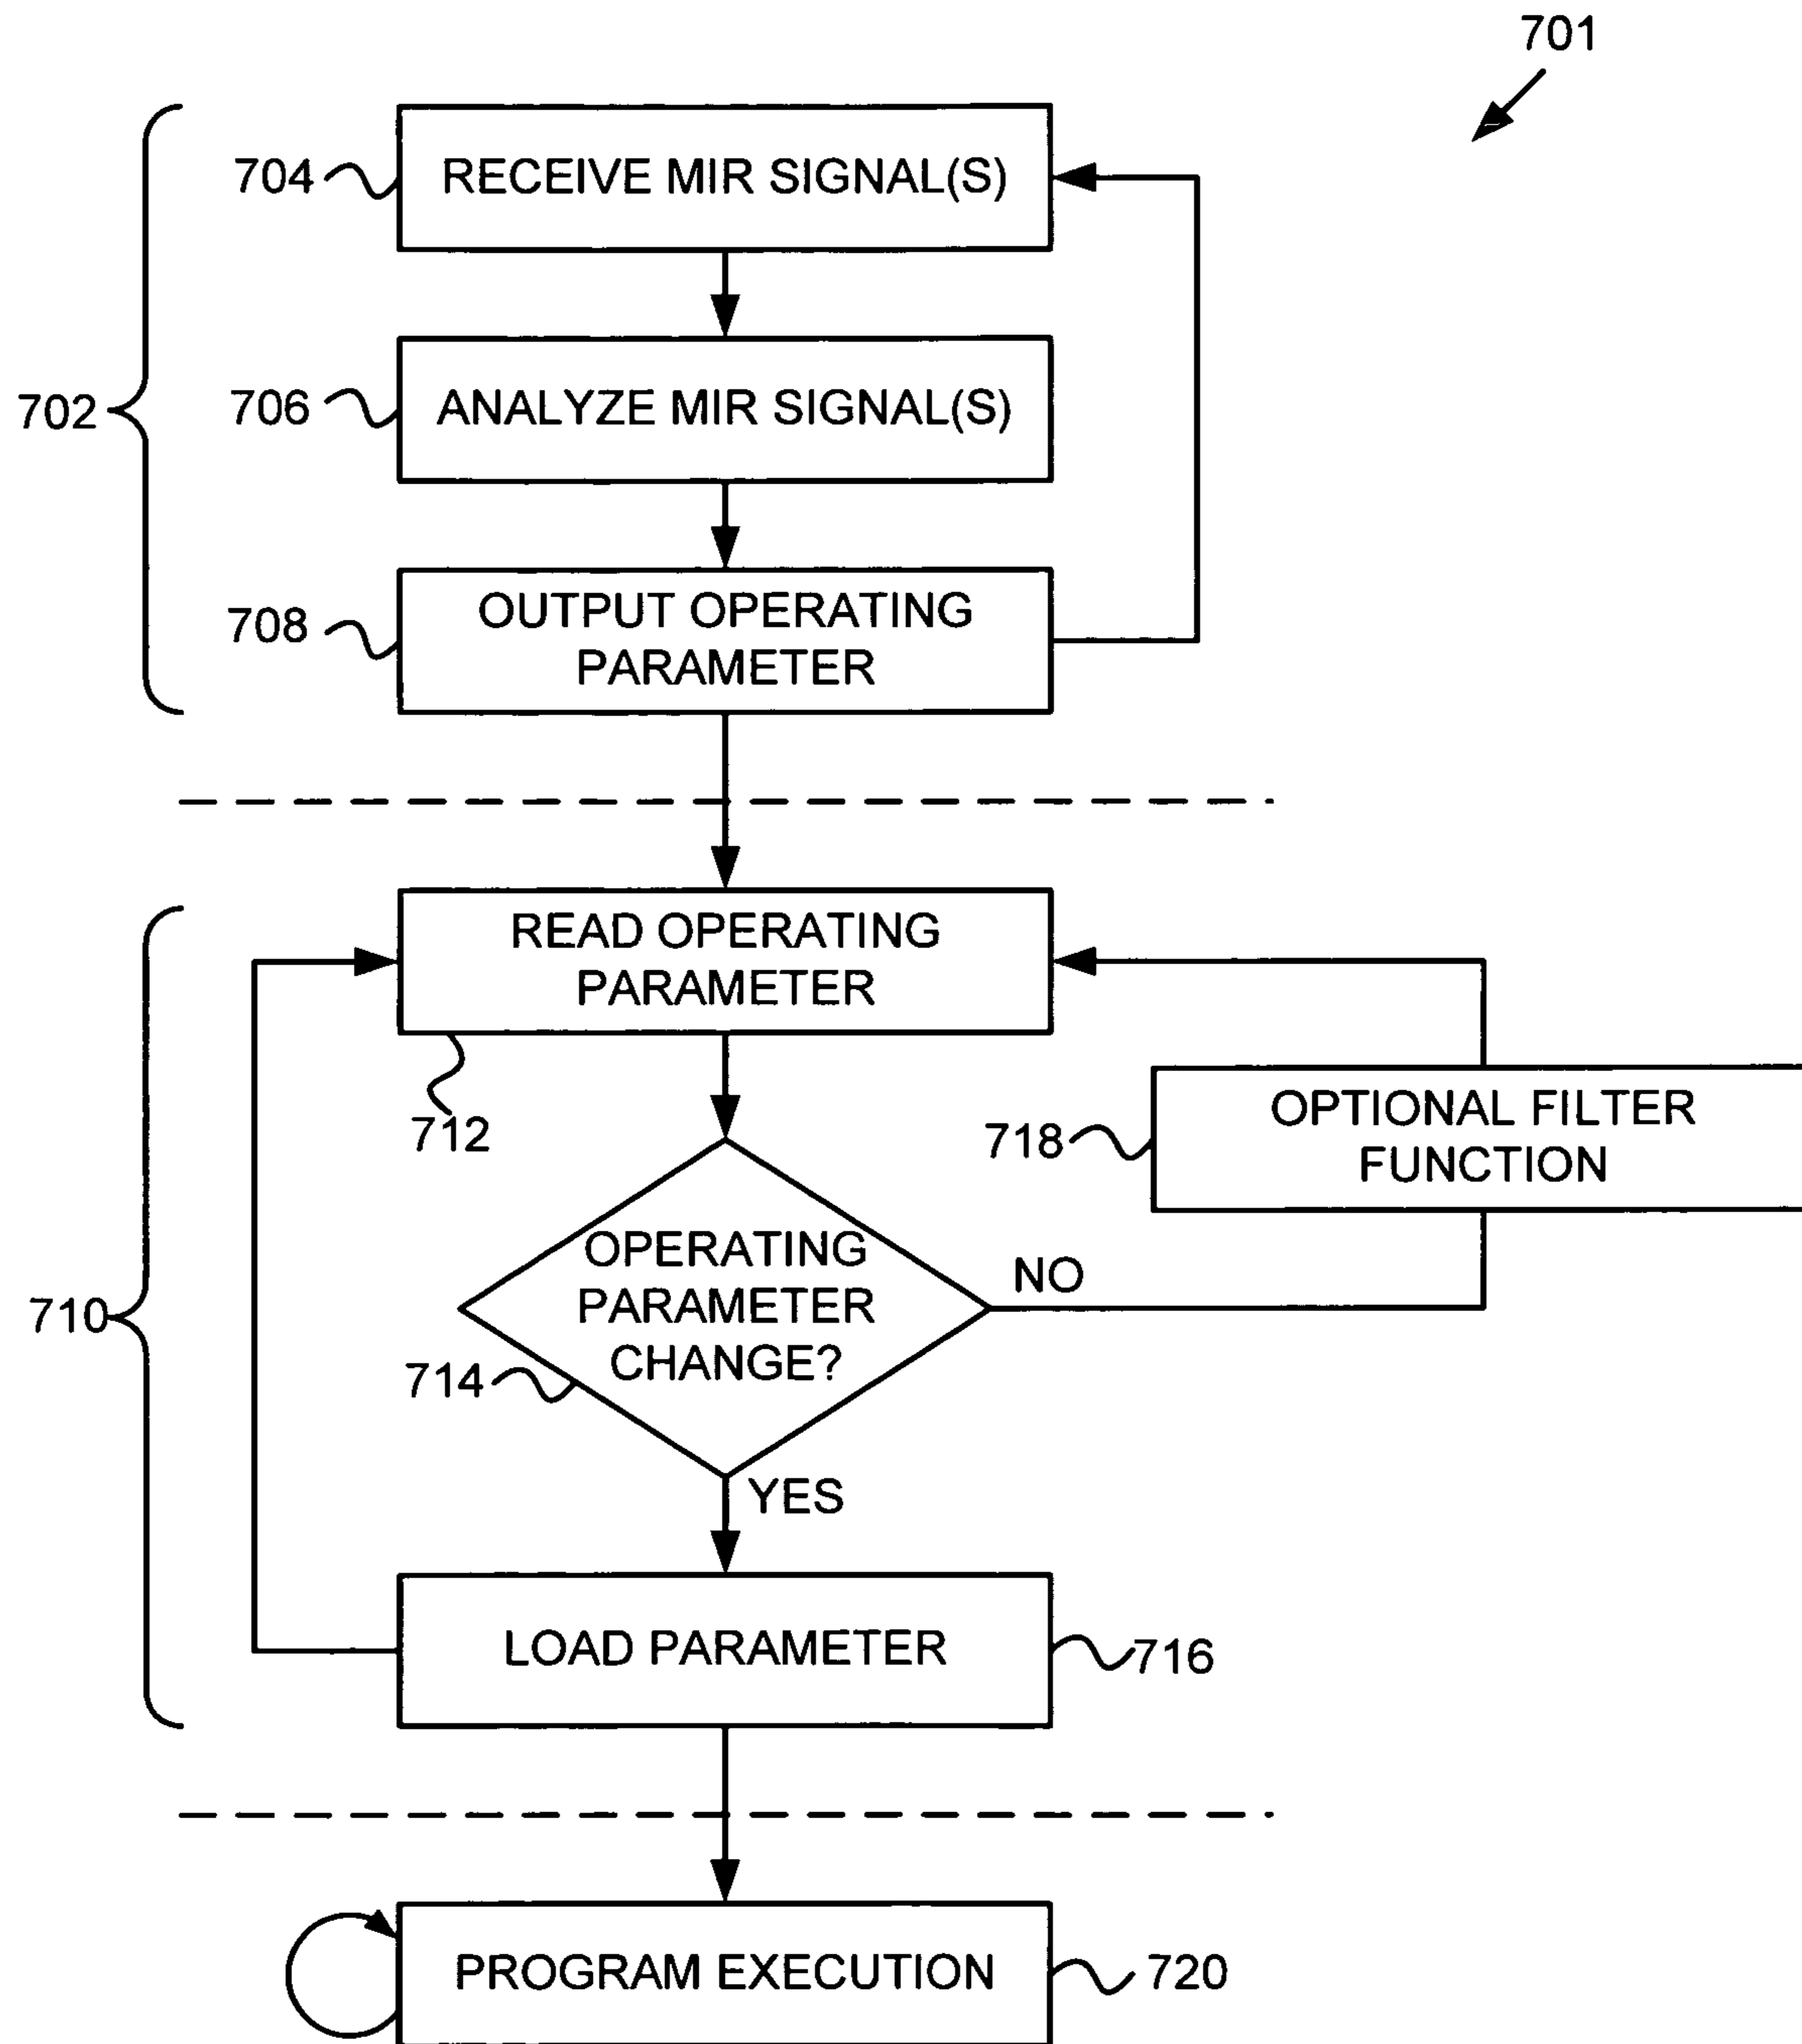 701
704
RECEIVE MIR SIGNAL(S)
702
706
ANALYZE MIR SIGNAL(S)
708
OUTPUT OPERATING
PARAMETER
READ OPERATING
PARAMETER
712
718
OPTIONAL FILTER
FUNCTION
710
OPERATING
PARAMETER
CHANGE?
NO
714
YES
LOAD PARAMETER
716
PROGRAM EXECUTION
720